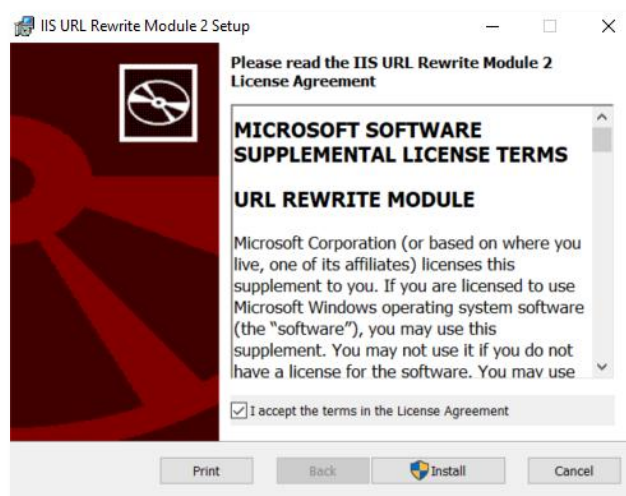 IIS URL Rewrite Module 2 Setup
Please read the IIS URL Rewrite Module 2
License Agreement
MICROSOFT SOFTWARE
SUPPLEMENTAL LICENSE TERMS
URL REWRITE MODULE
Microsoft Corporation (or based on where you
live, one of its affiliates) licenses this
supplement to you. If you are licensed to use
Microsoft Windows operating system software
(the “software”), you may use this
supplement. You may not use it if you do not
have a license for the software. You may use
I accept the terms in the License Agreement
Print Back Install Cancel